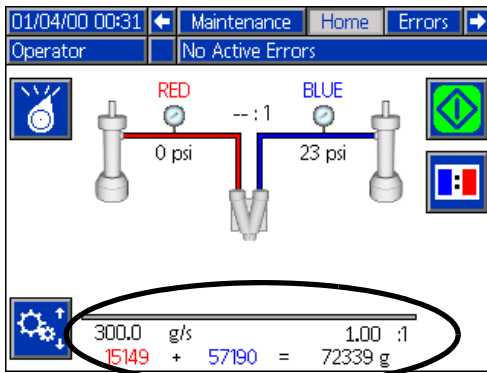 01/04/00 00:31 Maintenance Home Errors
Operator No Active Errors
RED BLUE
-- : 1
0 psi 23 psi
300.0 g/s 1.00 :1
15149 + 57190 = 72339 g